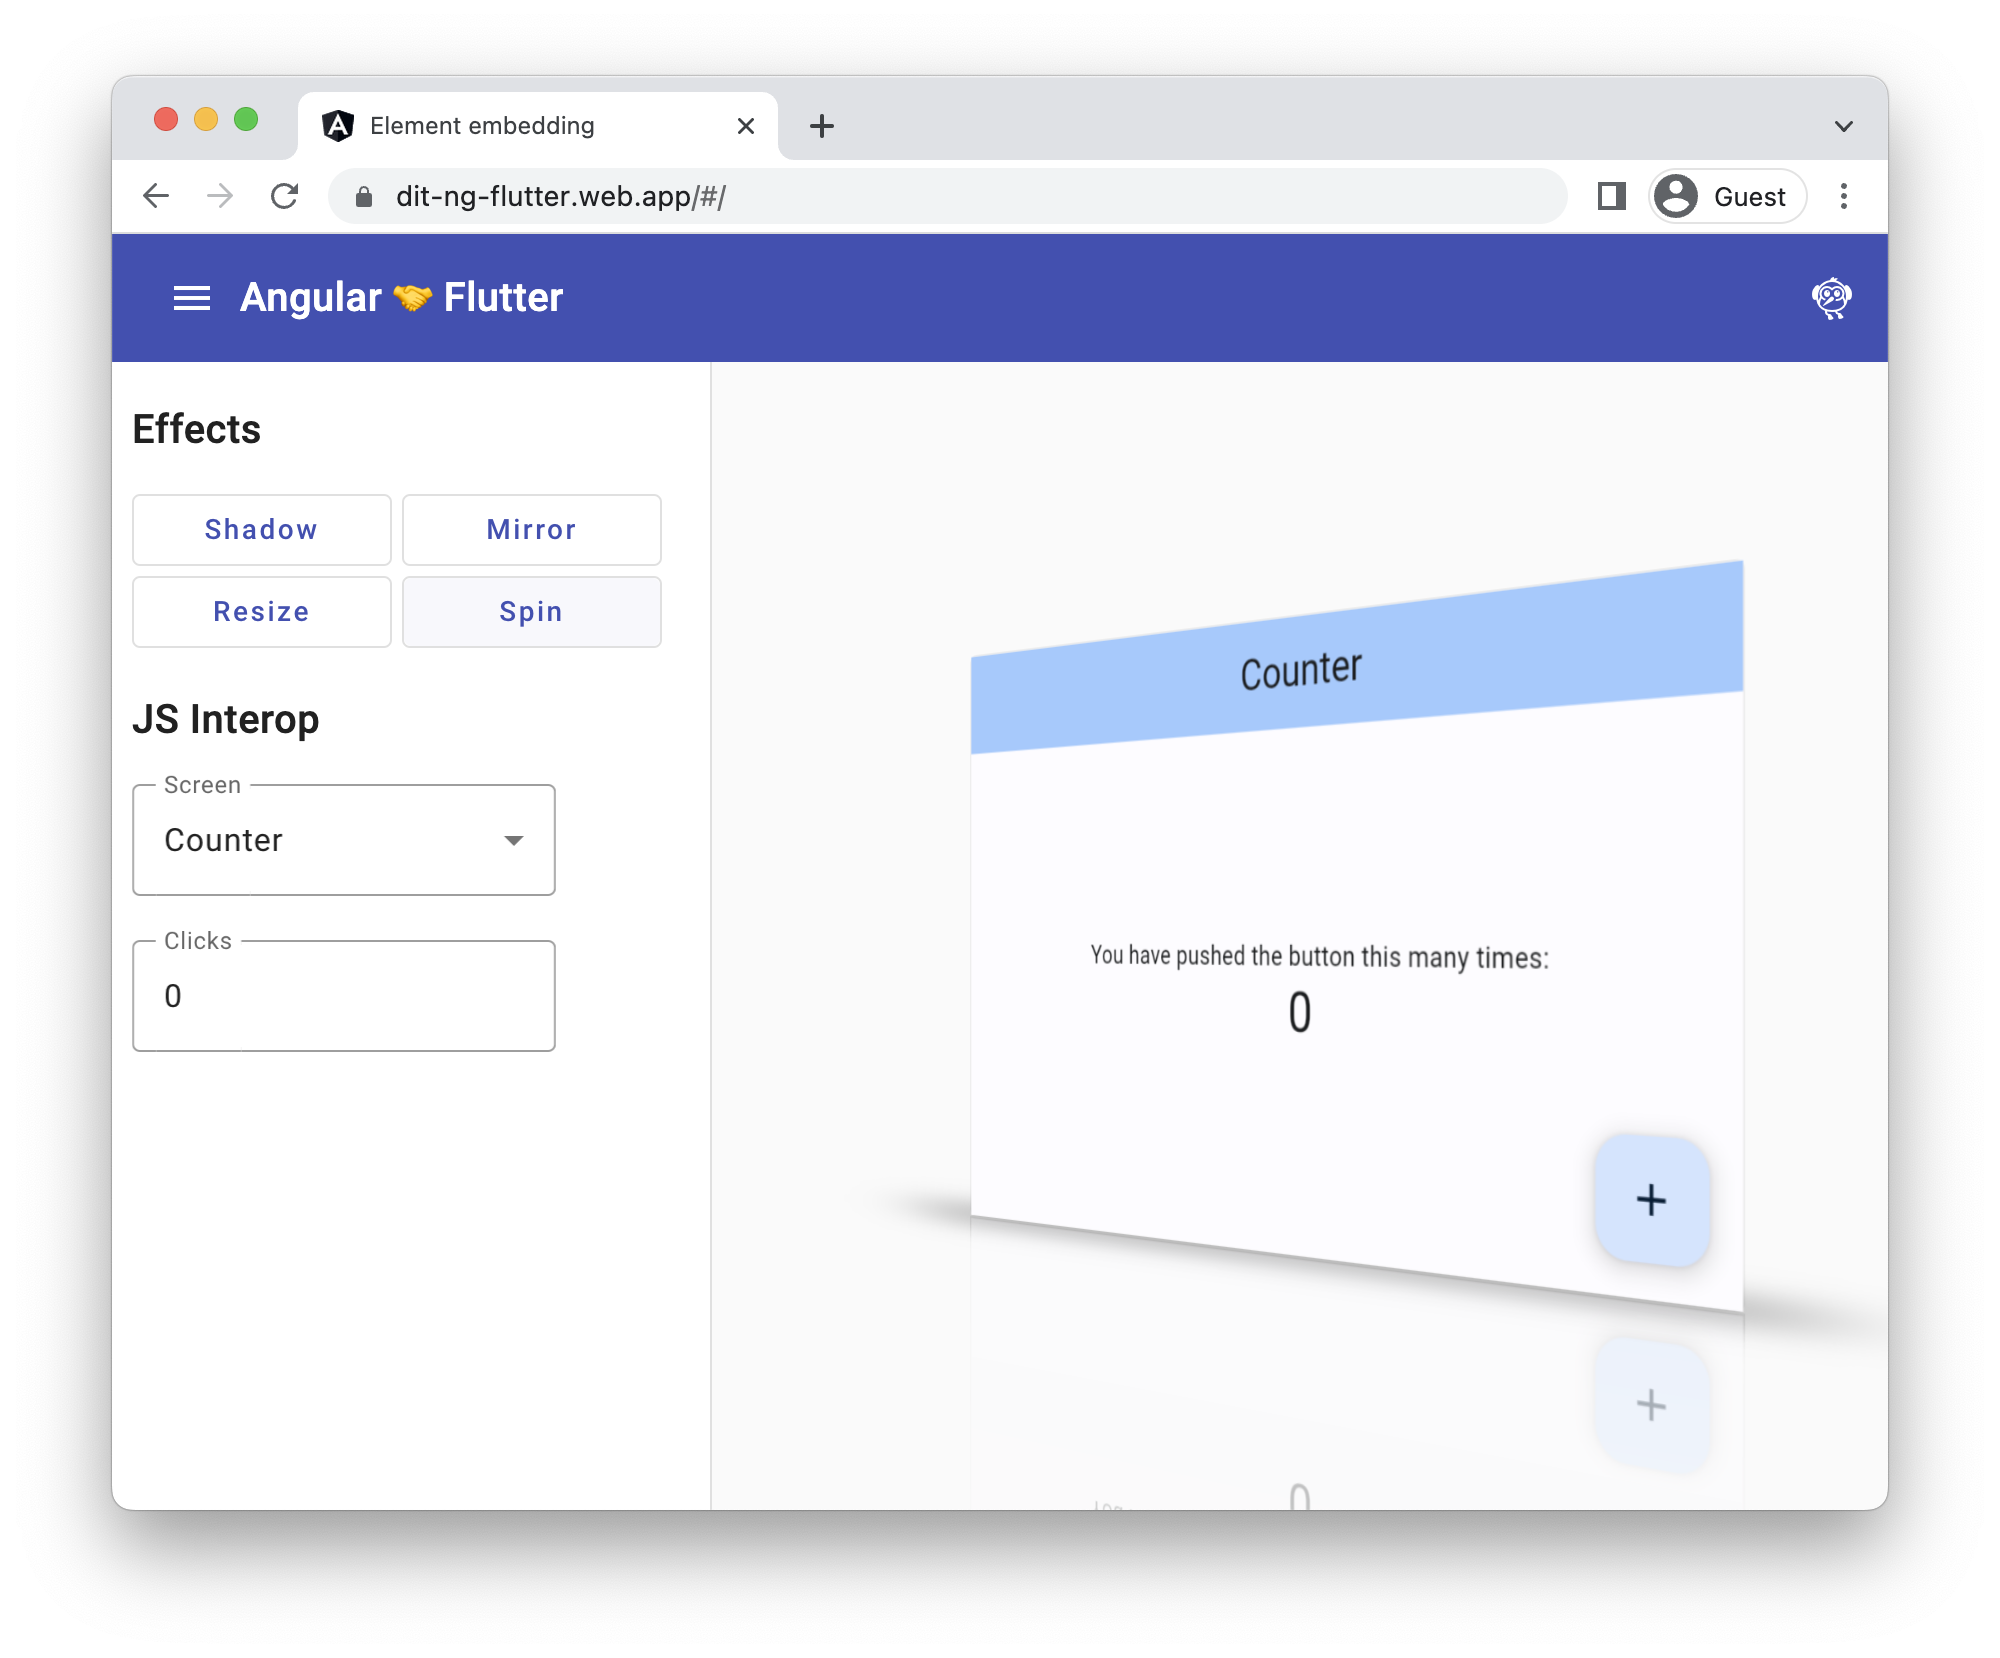 Element embedding
dit-ng-flutter.web.app/#/
Guest
Angular 🤝 Flutter
Effects
Shadow
Mirror
Resize
Spin
JS Interop
Screen
Counter
Clicks
0
Counter
You have pushed the button this many times:
0
+